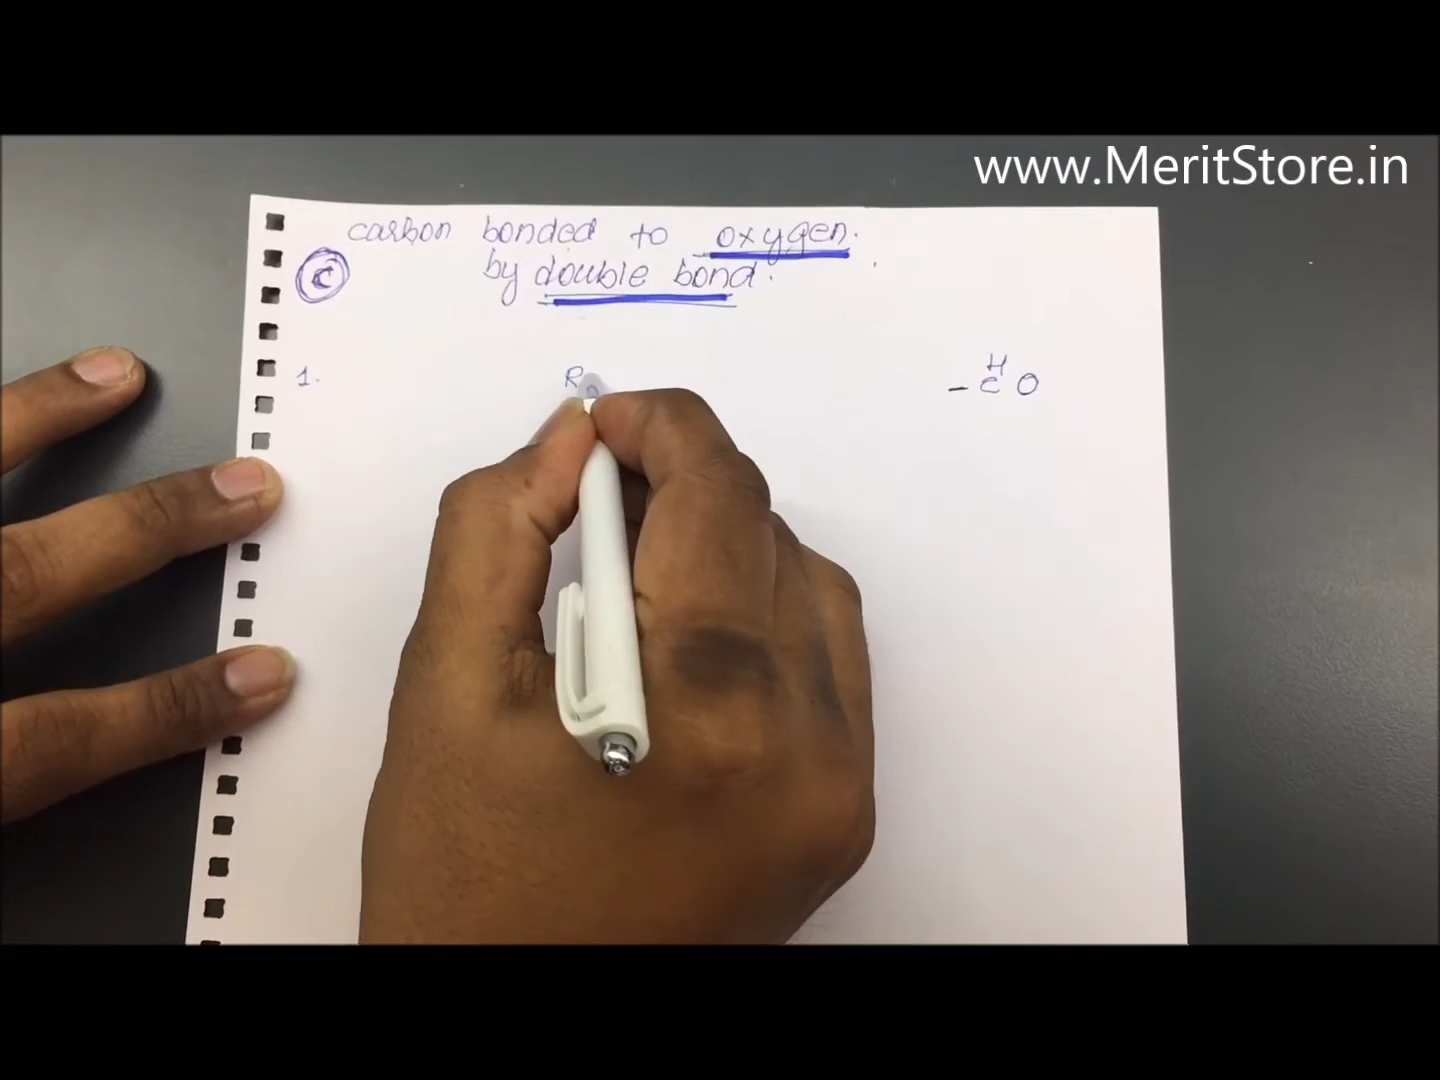 www.MeritStore.in
carbon bonded to oxygen.
C by double bond.
1. R
H
- C O